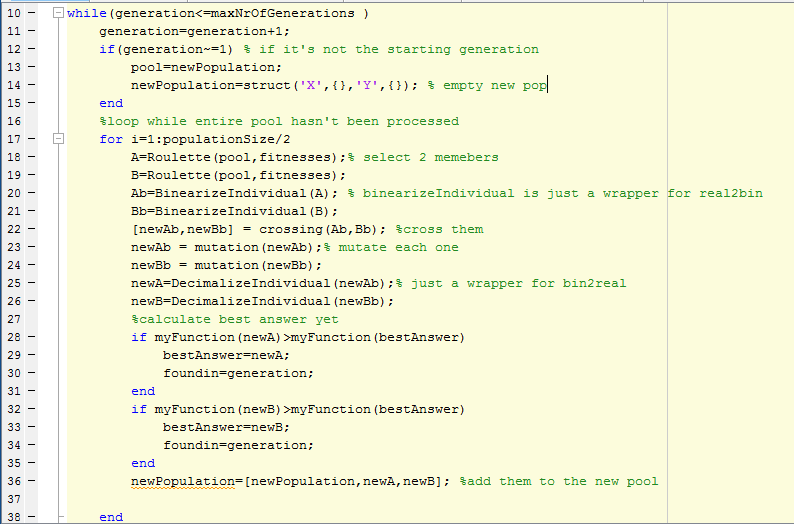 10 while(generation<=maxNrOfGenerations )
11 generation=generation+1;
12 if(generation~=1) % if it's not the starting generation
13 pool=newPopulation;
14 newPopulation=struct('X',{},'Y',{}); % empty new pop
15 end
16 %loop while entire pool hasn't been processed
17 for i=1:populationSize/2
18 A=Roulette(pool,fitnesses);% select 2 memebers
19 B=Roulette(pool,fitnesses);
20 Ab=BinearizeIndividual(A); % binearizeIndividual is just a wrapper for real2bin
21 Bb=BinearizeIndividual(B);
22 [newAb,newBb] = crossing(Ab,Bb); %cross them
23 newAb = mutation(newAb);% mutate each one
24 newBb = mutation(newBb);
25 newA=DecimalizeIndividual(newAb);% just a wrapper for bin2real
26 newB=DecimalizeIndividual(newBb);
27 %calculate best answer yet
28 if myFunction(newA)>myFunction(bestAnswer)
29 bestAnswer=newA;
30 foundin=generation;
31 end
32 if myFunction(newB)>myFunction(bestAnswer)
33 bestAnswer=newB;
34 foundin=generation;
35 end
36 newPopulation=[newPopulation,newA,newB]; %add them to the new pool
37
38 end